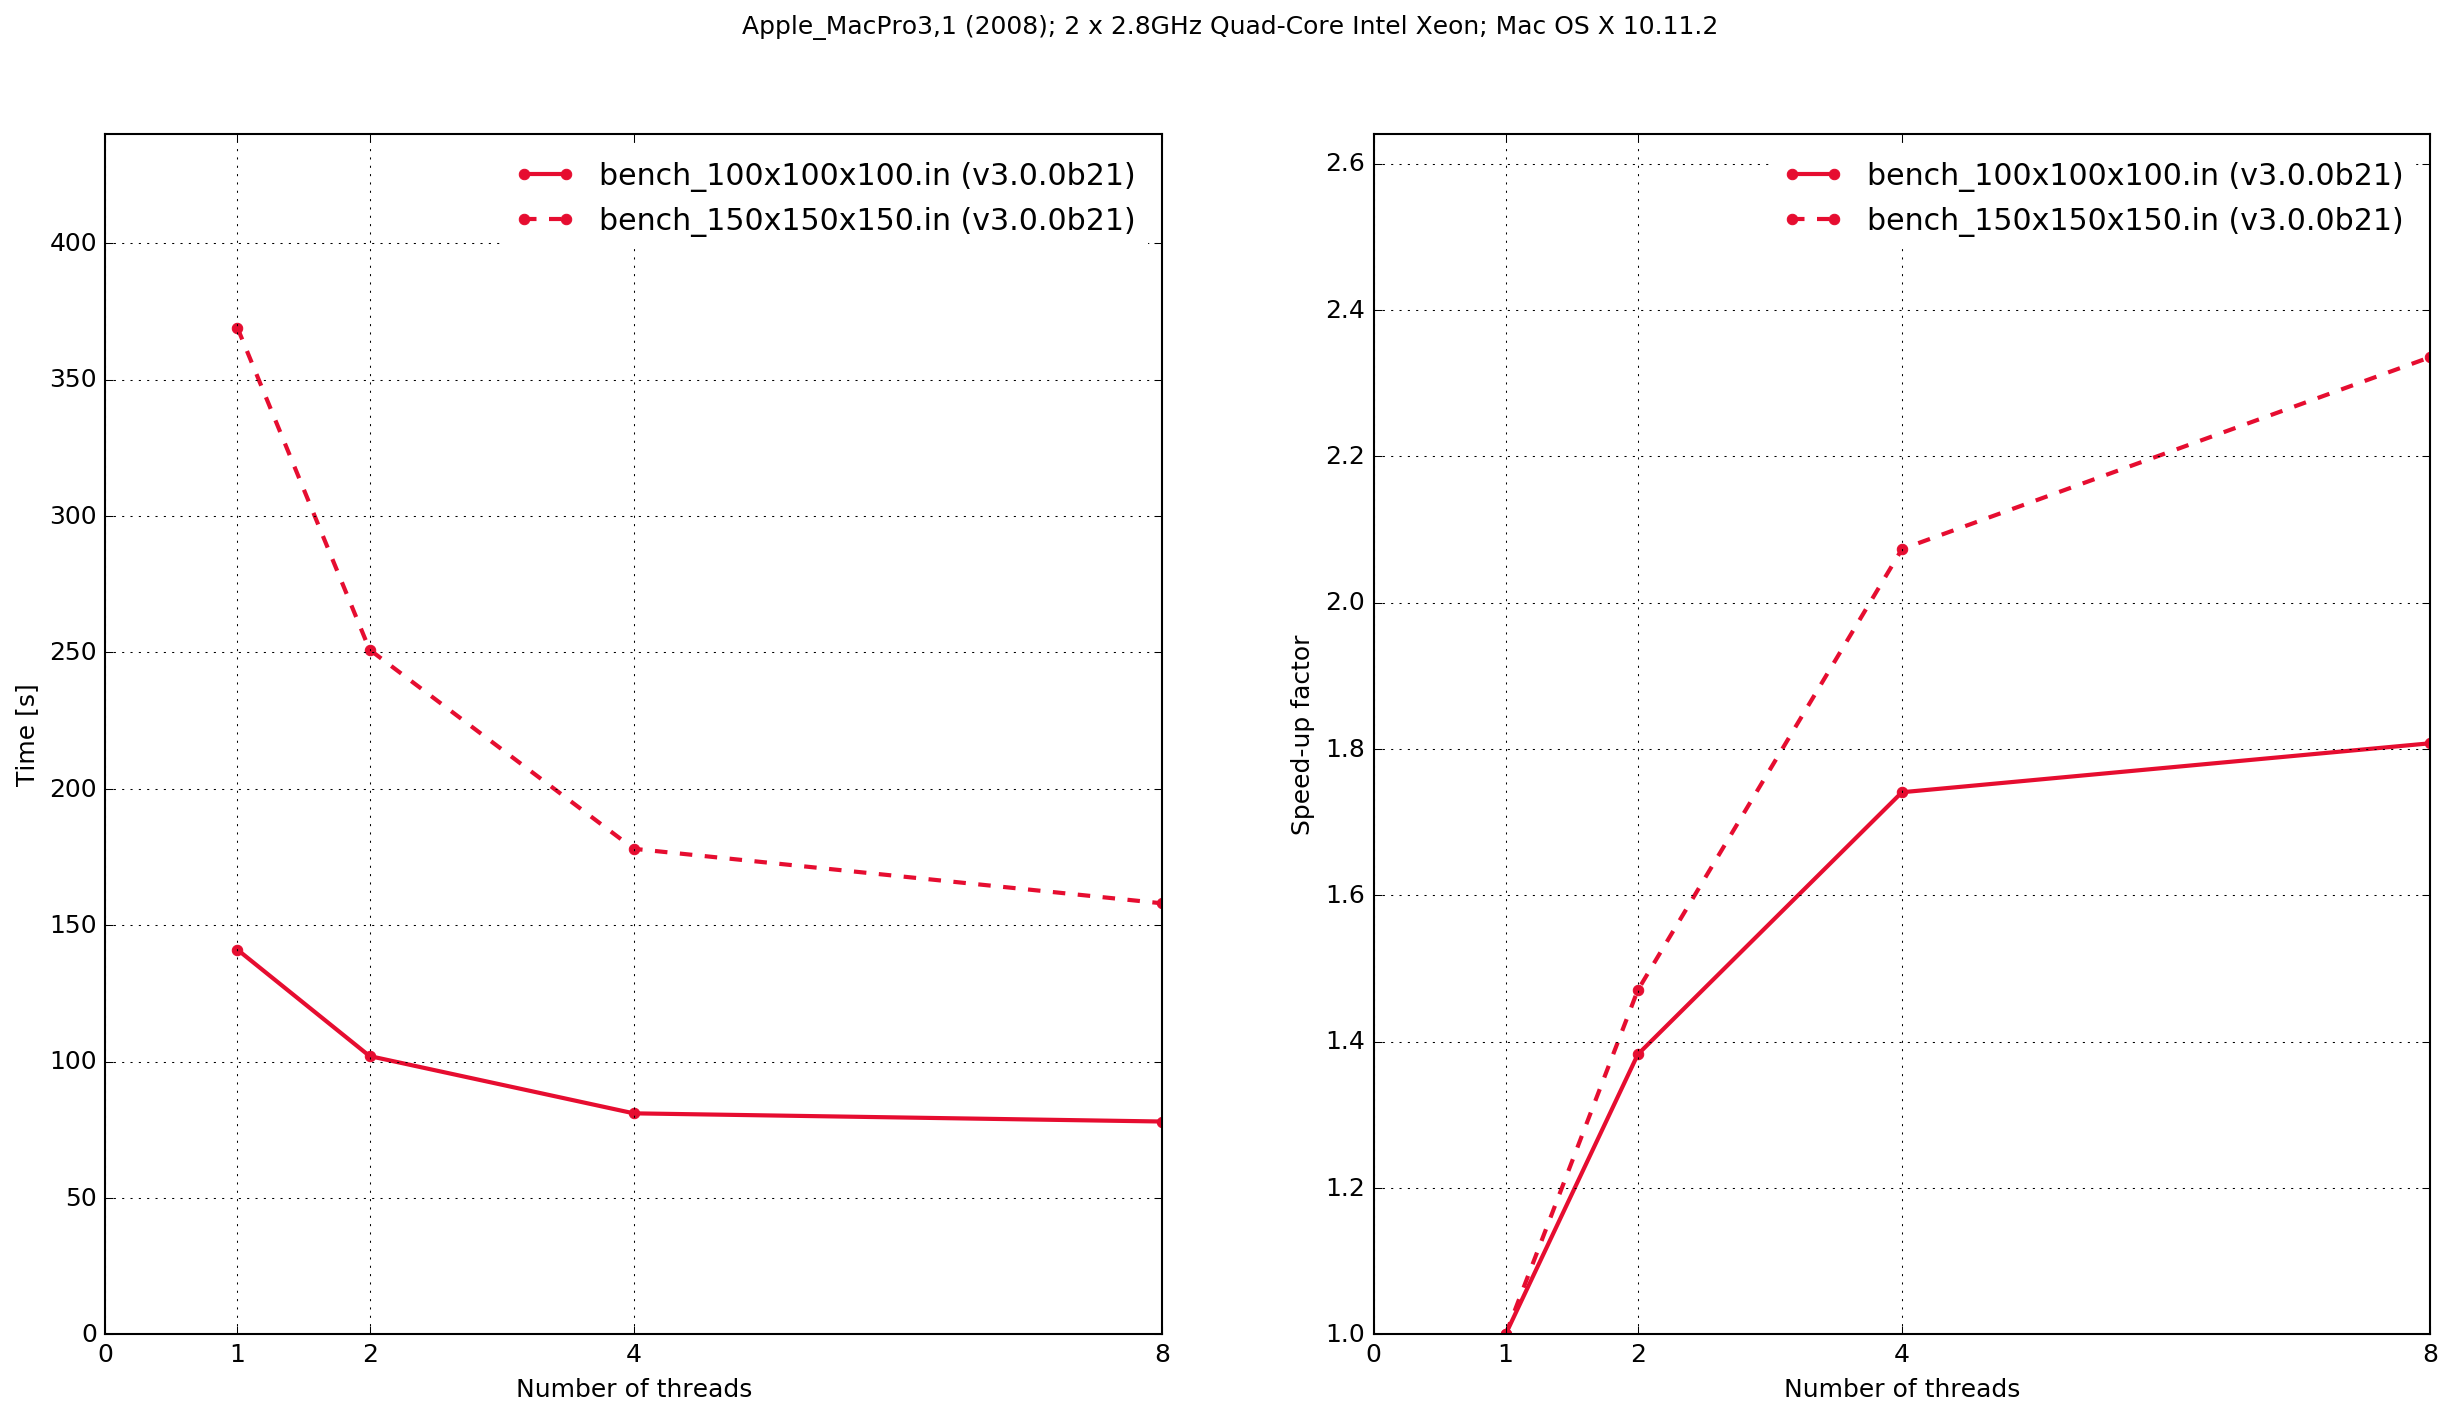 Apple_MacPro3,1 (2008); 2 x 2.8GHz Quad-Core Intel Xeon; Mac OS X 10.11.2
bench_100x100x100.in (v3.0.0b21)
bench_150x150x150.in (v3.0.0b21)
400
350
300
250
200
150
100
50
0
Time [s]
0 1 2 4 8
Number of threads
bench_100x100x100.in (v3.0.0b21)
bench_150x150x150.in (v3.0.0b21)
2.6
2.4
2.2
2.0
1.8
1.6
1.4
1.2
1.0
Speed-up factor
0 1 2 4 8
Number of threads